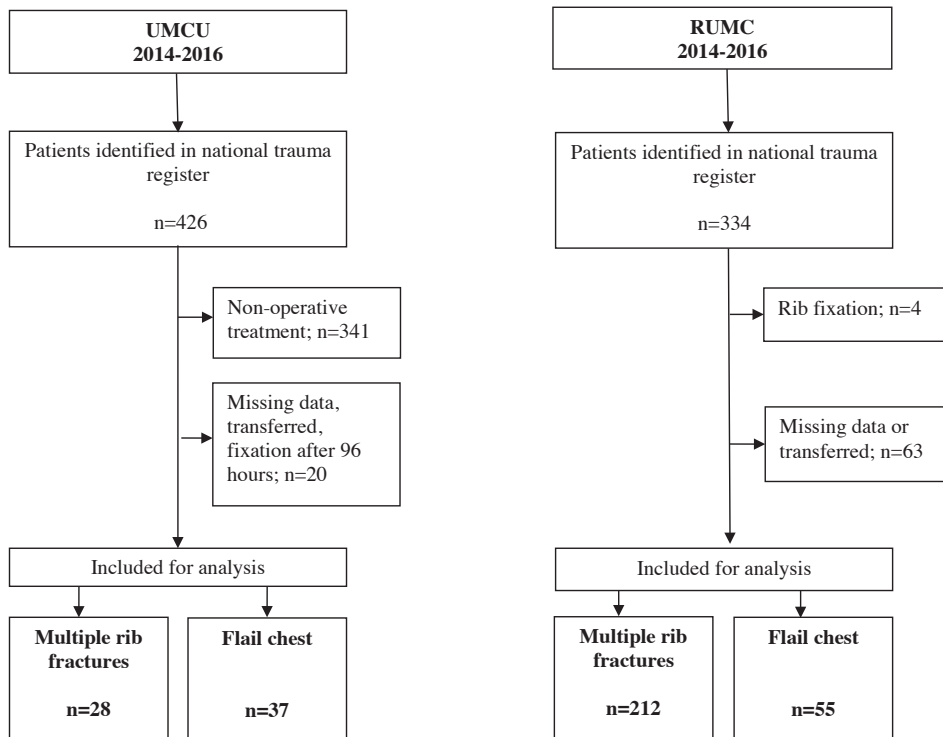 UMCU
2014-2016
Patients identified in national trauma
register
n=426
Non-operative
treatment; n=341
Missing data,
transferred,
fixation after 96
hours; n=20
Included for analysis
Multiple rib
fractures
n=28
Flail chest
n=37
RUMC
2014-2016
Patients identified in national trauma
register
n=334
Rib fixation; n=4
Missing data or
transferred; n=63
Included for analysis
Multiple rib
fractures
n=212
Flail chest
n=55